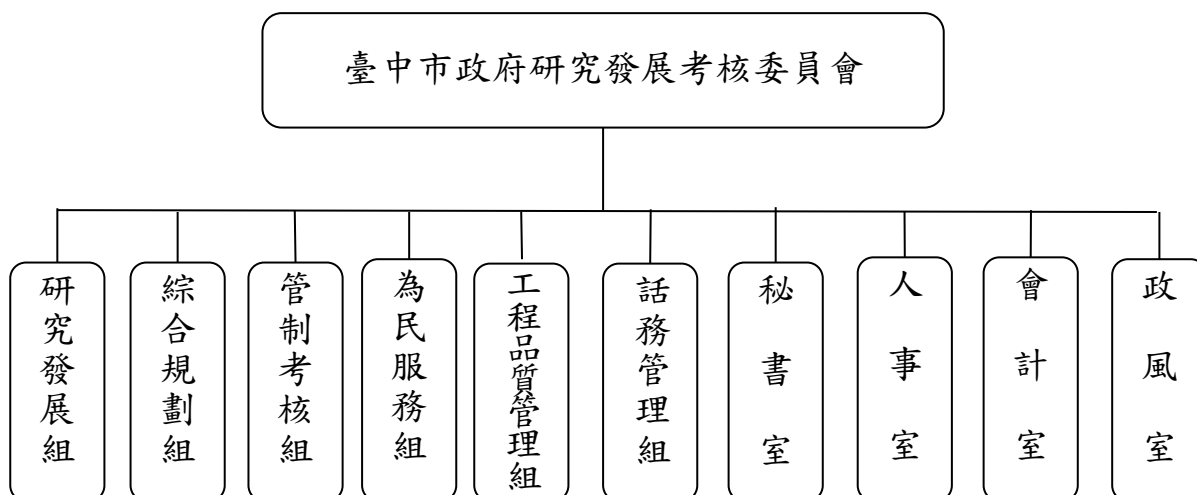 臺中市政府研究發展考核委員會
研究發展組
綜合規劃組
管制考核組
為民服務組
工程品質管理組
話務管理組
秘書室
人事室
會計室
政風室